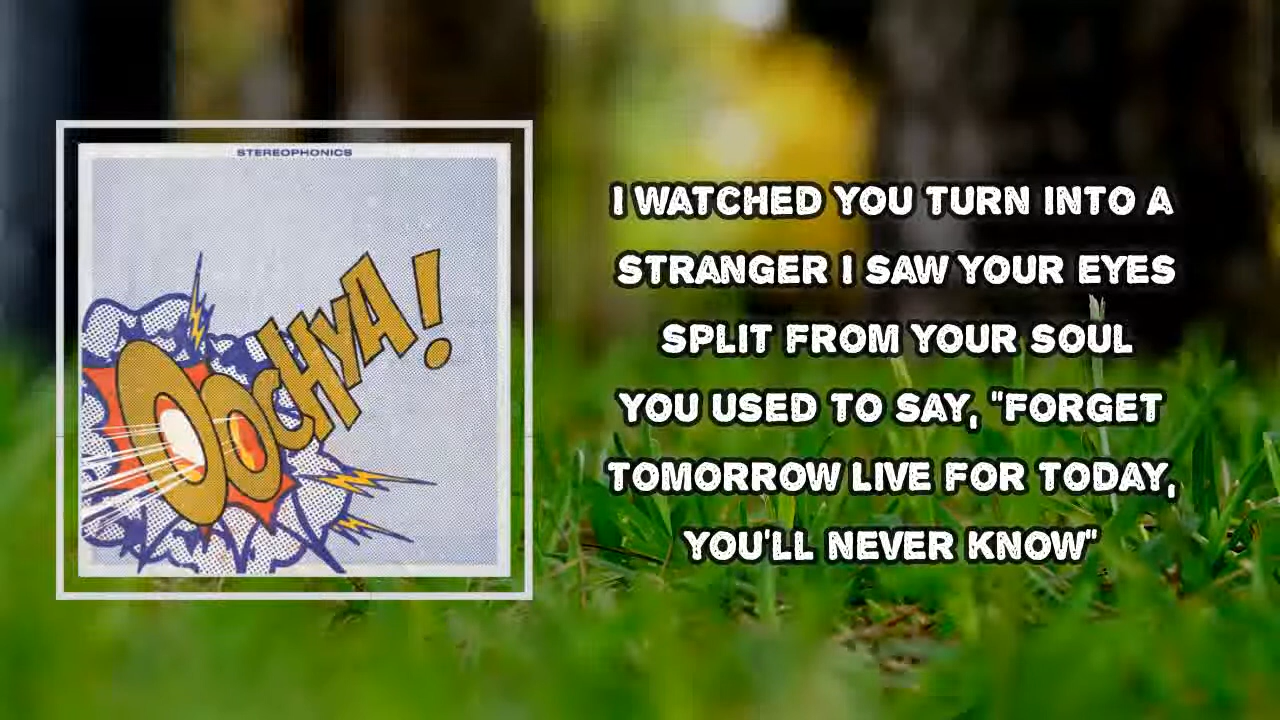 STEREOPHONICS
OOCHYA!
I WATCHED YOU TURN INTO A
STRANGER I SAW YOUR EYES
SPLIT FROM YOUR SOUL
YOU USED TO SAY, "FORGET
TOMORROW LIVE FOR TODAY,
YOU'LL NEVER KNOW"